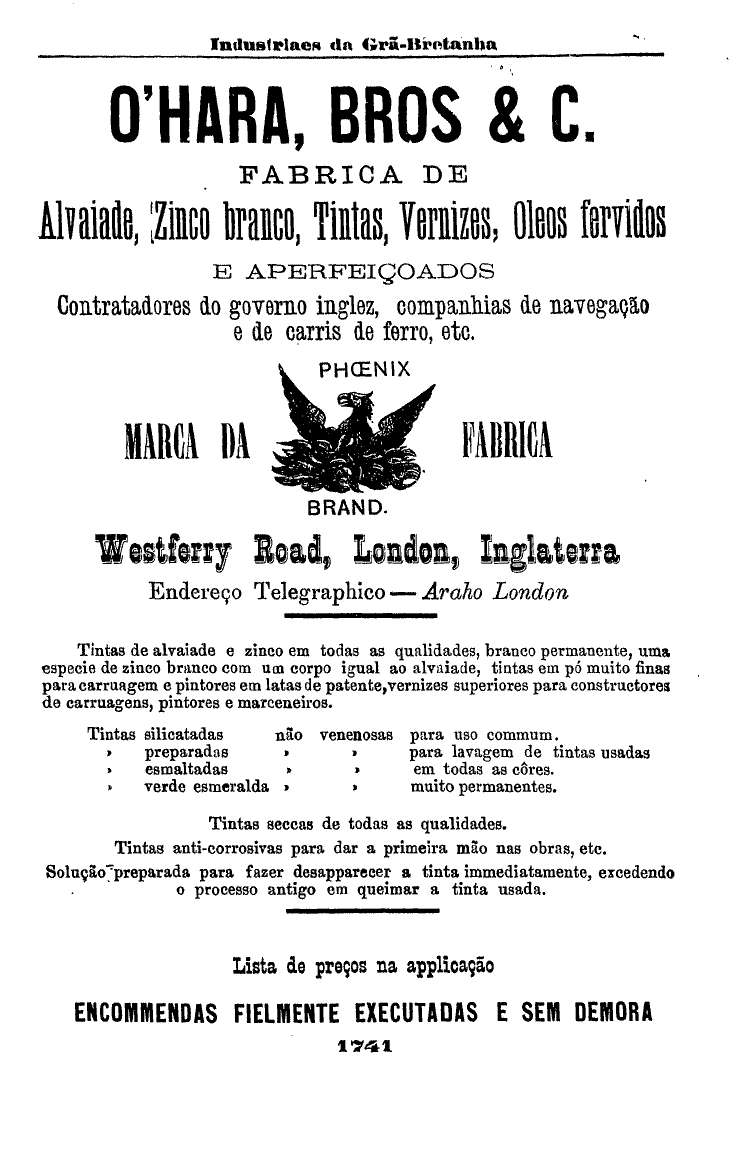 Industriaes da Grã-Bretanha
O'HARA, BROS & C.
FABRICA DE
Alvaiade, Zinco branco, Tintas, Vernizes, Oleos fervidos
E APERFEIÇOADOS
Contratadores do governo inglez, companhias de navegação
e de carris de ferro, etc.
PHŒNIX
MARCA DA FABRICA
BRAND.
Westferry Road, London, Inglaterra
Endereço Telegraphico — Araho London
Tintas de alvaiade e zinco em todas as qualidades, branco permanente, uma
especie de zinco branco com um corpo igual ao alvaiade, tintas em pó muito finas
para carruagem e pintores em latas de patente, vernizes superiores para constructores
de carruagens, pintores e marceneiros.
Tintas silicatadas não venenosas para uso commum.
» preparadas » » para lavagem de tintas usadas
» esmaltadas » » em todas as côres.
» verde esmeralda » » muito permanentes.
Tintas seccas de todas as qualidades.
Tintas anti-corrosivas para dar a primeira mão nas obras, etc.
Solução preparada para fazer desapparecer a tinta immediatamente, excedendo
o processo antigo em queimar a tinta usada.
Lista de preços na applicação
ENCOMMENDAS FIELMENTE EXECUTADAS E SEM DEMORA
1741